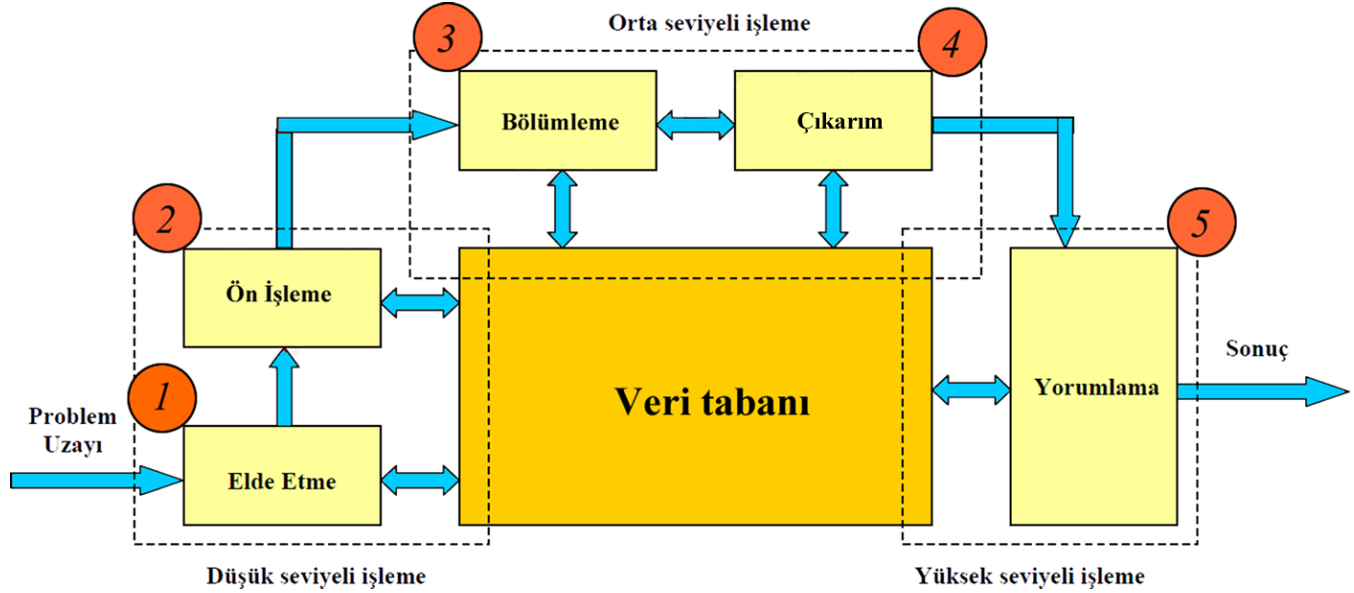 Orta seviyeli işleme
3
4
Bölümleme
Çıkarım
2
5
Ön İşleme
Sonuç
1
Veri tabanı
Yorumlama
Problem
Uzayı
Elde Etme
Düşük seviyeli işleme
Yüksek seviyeli işleme